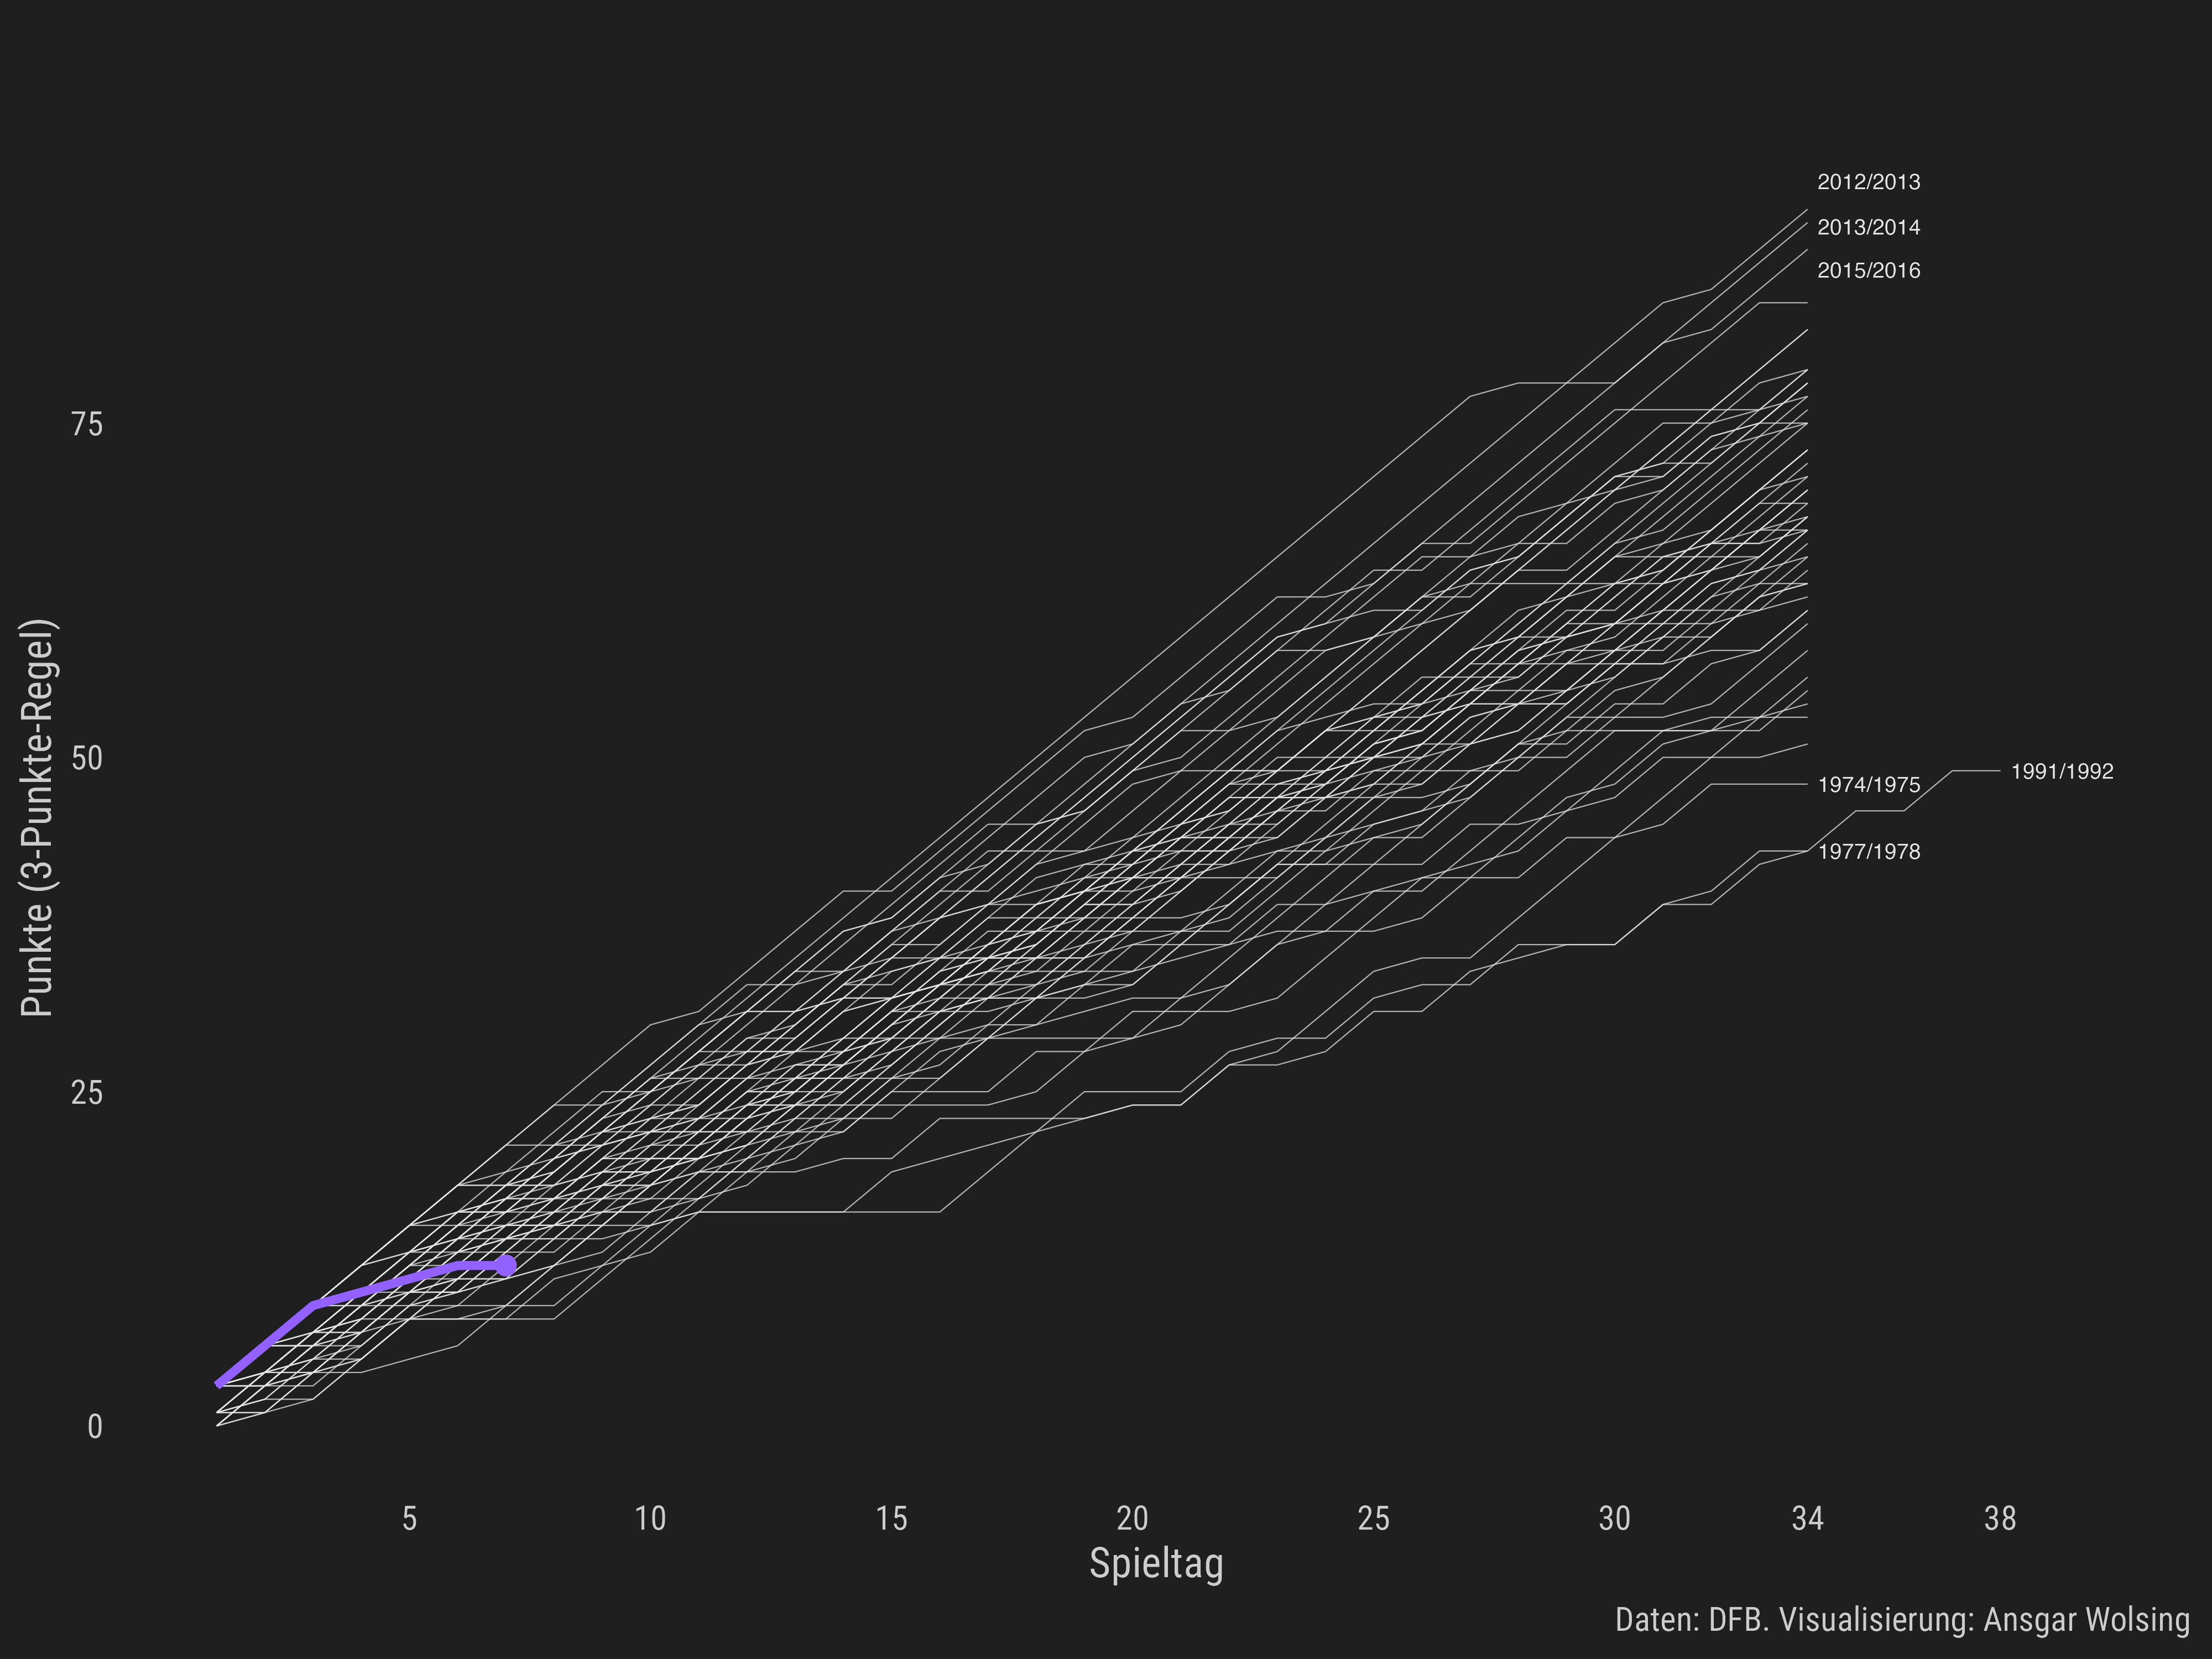 2012/2013
2013/2014
2015/2016
75
50
1991/1992
1974/1975
1977/1978
25
0
Punkte (3-Punkte-Regel)
5 10 15 20 25 30 34 38
Spieltag
Daten: DFB. Visualisierung: Ansgar Wolsing